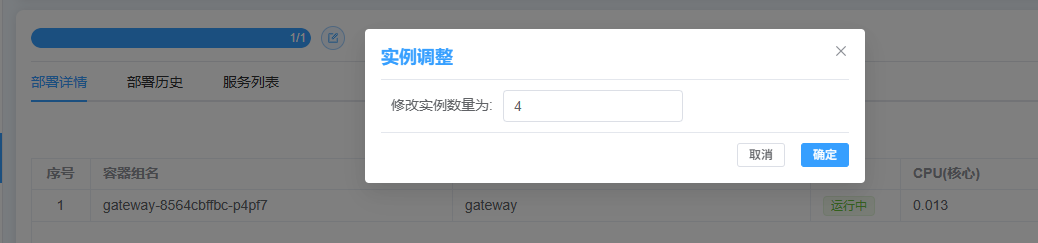 1/1
实例调整
部署详情 部署历史 服务列表
修改实例数量为: 4
取消 确定
序号 容器组名 CPU(核心)
1 gateway-8564cbffbc-p4pf7 gateway 运行中 0.013